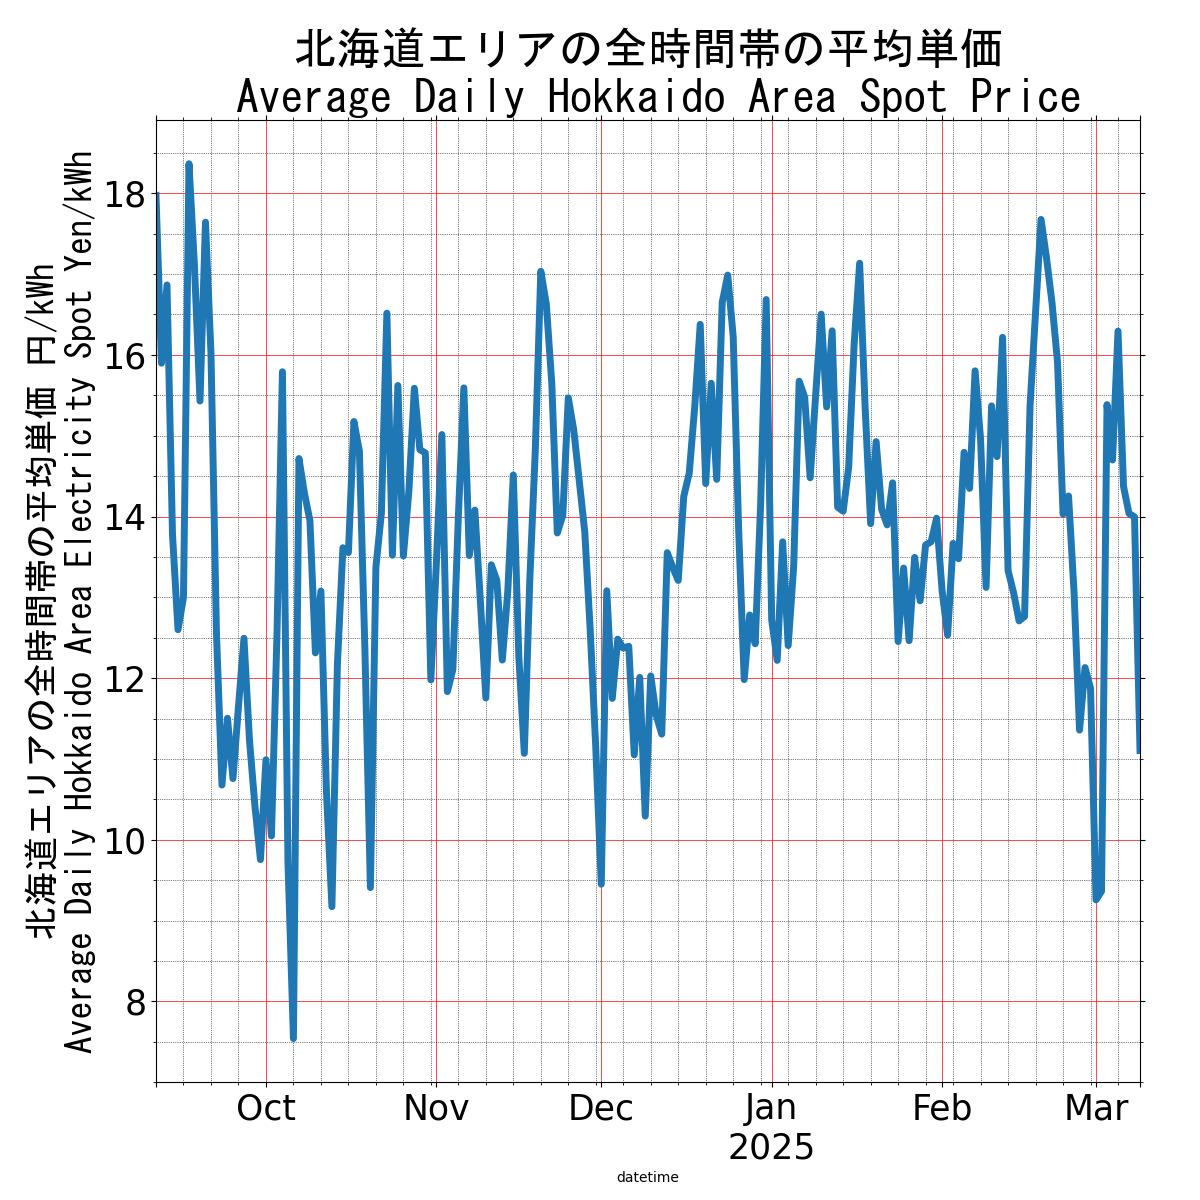 北海道エリアの全時間帯の平均単価
Average Daily Hokkaido Area Spot Price
北海道エリアの全時間帯の平均単価 円/kWh
Average Daily Hokkaido Area Electricity Spot Yen/kWh
18
16
14
12
10
8
Oct
Nov
Dec
Jan
2025
Feb
Mar
datetime